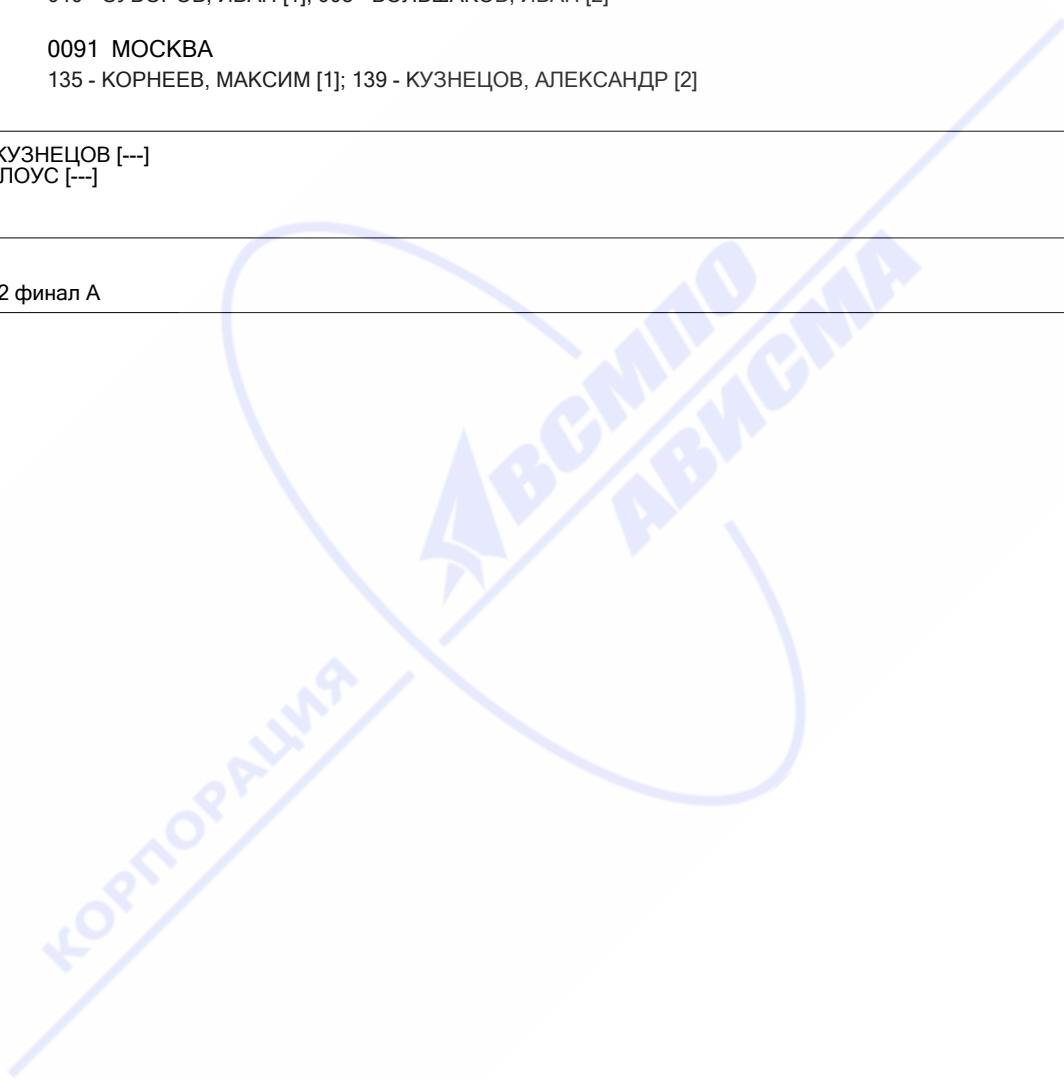 0091 МОСКВА
135 - КОРНЕЕВ, МАКСИМ [1]; 139 - КУЗНЕЦОВ, АЛЕКСАНДР [2]
КУЗНЕЦОВ [---]
ЛОУС [---]
2 финал А
ВСМПО
АВИСМА
КОРПОРАЦИЯ